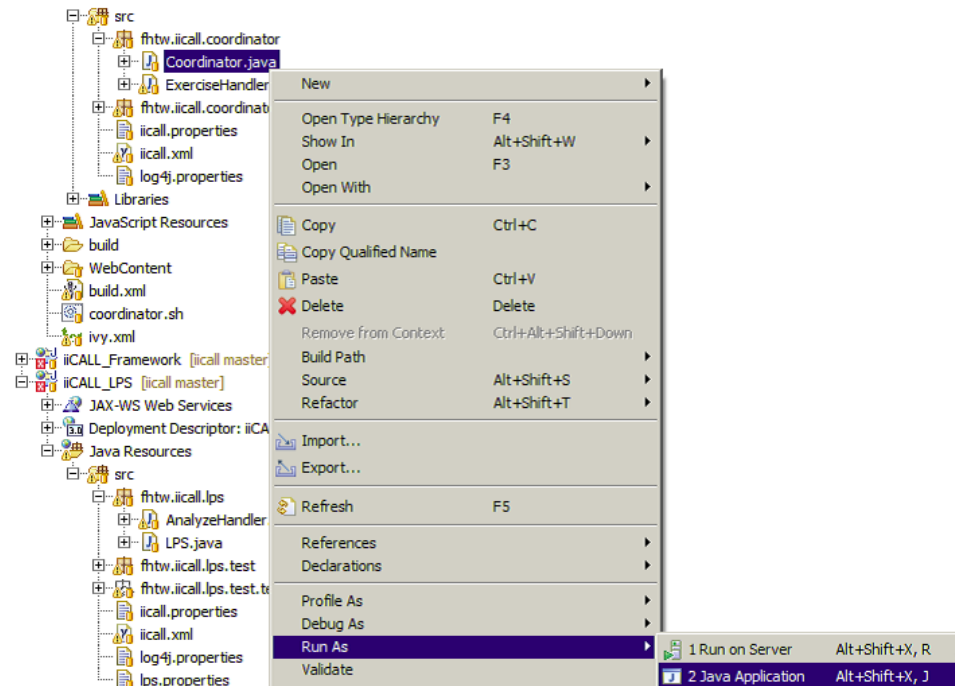 src
fhtw.iicall.coordinator
Coordinator.java
ExerciseHandler
fhtw.iicall.coordinat
iicall.properties
iicall.xml
log4j.properties
Libraries
JavaScript Resources
build
WebContent
build.xml
coordinator.sh
ivy.xml
iiCALL_Framework [iicall master]
iiCALL_LPS [iicall master]
JAX-WS Web Services
3.0 Deployment Descriptor: iiCA
Java Resources
src
fhtw.iicall.lps
AnalyzeHandler
LPS.java
fhtw.iicall.lps.test
fhtw.iicall.lps.test.te
iicall.properties
iicall.xml
log4j.properties
lps.properties
New
Open Type Hierarchy F4
Show In Alt+Shift+W
Open F3
Open With
Copy Ctrl+C
Copy Qualified Name
Paste Ctrl+V
Delete Delete
Remove from Context Ctrl+Alt+Shift+Down
Build Path
Source Alt+Shift+S
Refactor Alt+Shift+T
Import...
Export...
Refresh F5
References
Declarations
Profile As
Debug As
Run As
Validate
1 Run on Server Alt+Shift+X, R
2 Java Application Alt+Shift+X, J